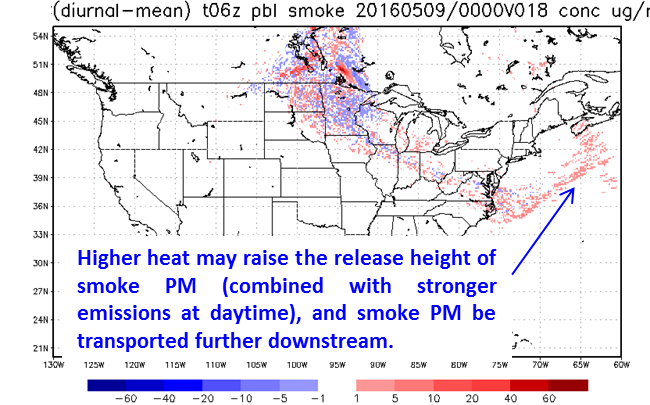 (diurnal-mean) t06z pbl smoke 20160509/0000V018 conc ug/r
54N
51N
48N
45N
42N
39N
36N
33N
30N
27N
24N
21N
Higher heat may raise the release height of
smoke PM (combined with stronger
emissions at daytime), and smoke PM be
transported further downstream.
130W 125W 120W 115W 110W 105W 100W 95W 90W 85W 80W 75W 70W 65W 60W
-60 -40 -20 -10 -5 -1 1 5 10 20 40 60